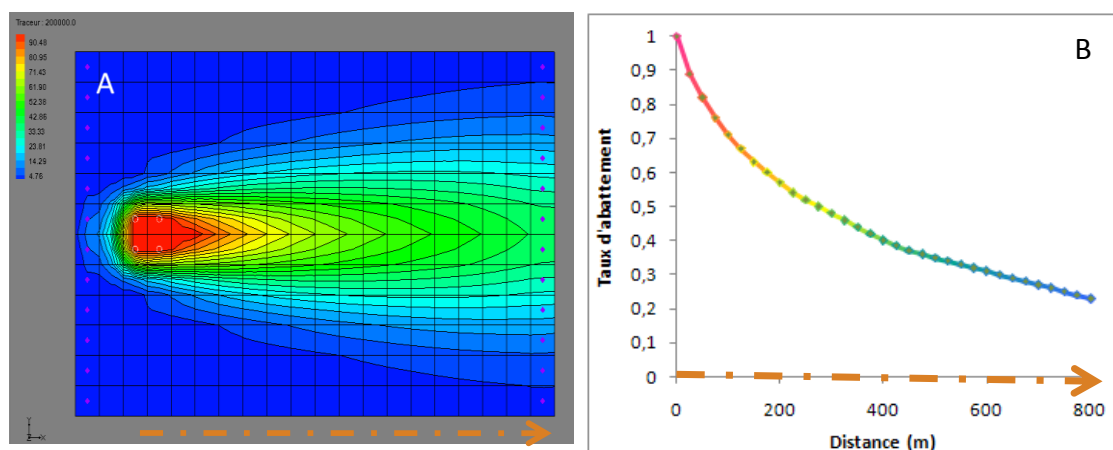 Traceur : 200000.0
90.48
80.95
71.43
61.90
52.38
42.86
33.33
20.81
14.29
4.76
A
Y
Z X
B
Taux d'abattement
1
0,9
0,8
0,7
0,6
0,5
0,4
0,3
0,2
0,1
0
0 200 400 600 800
Distance (m)